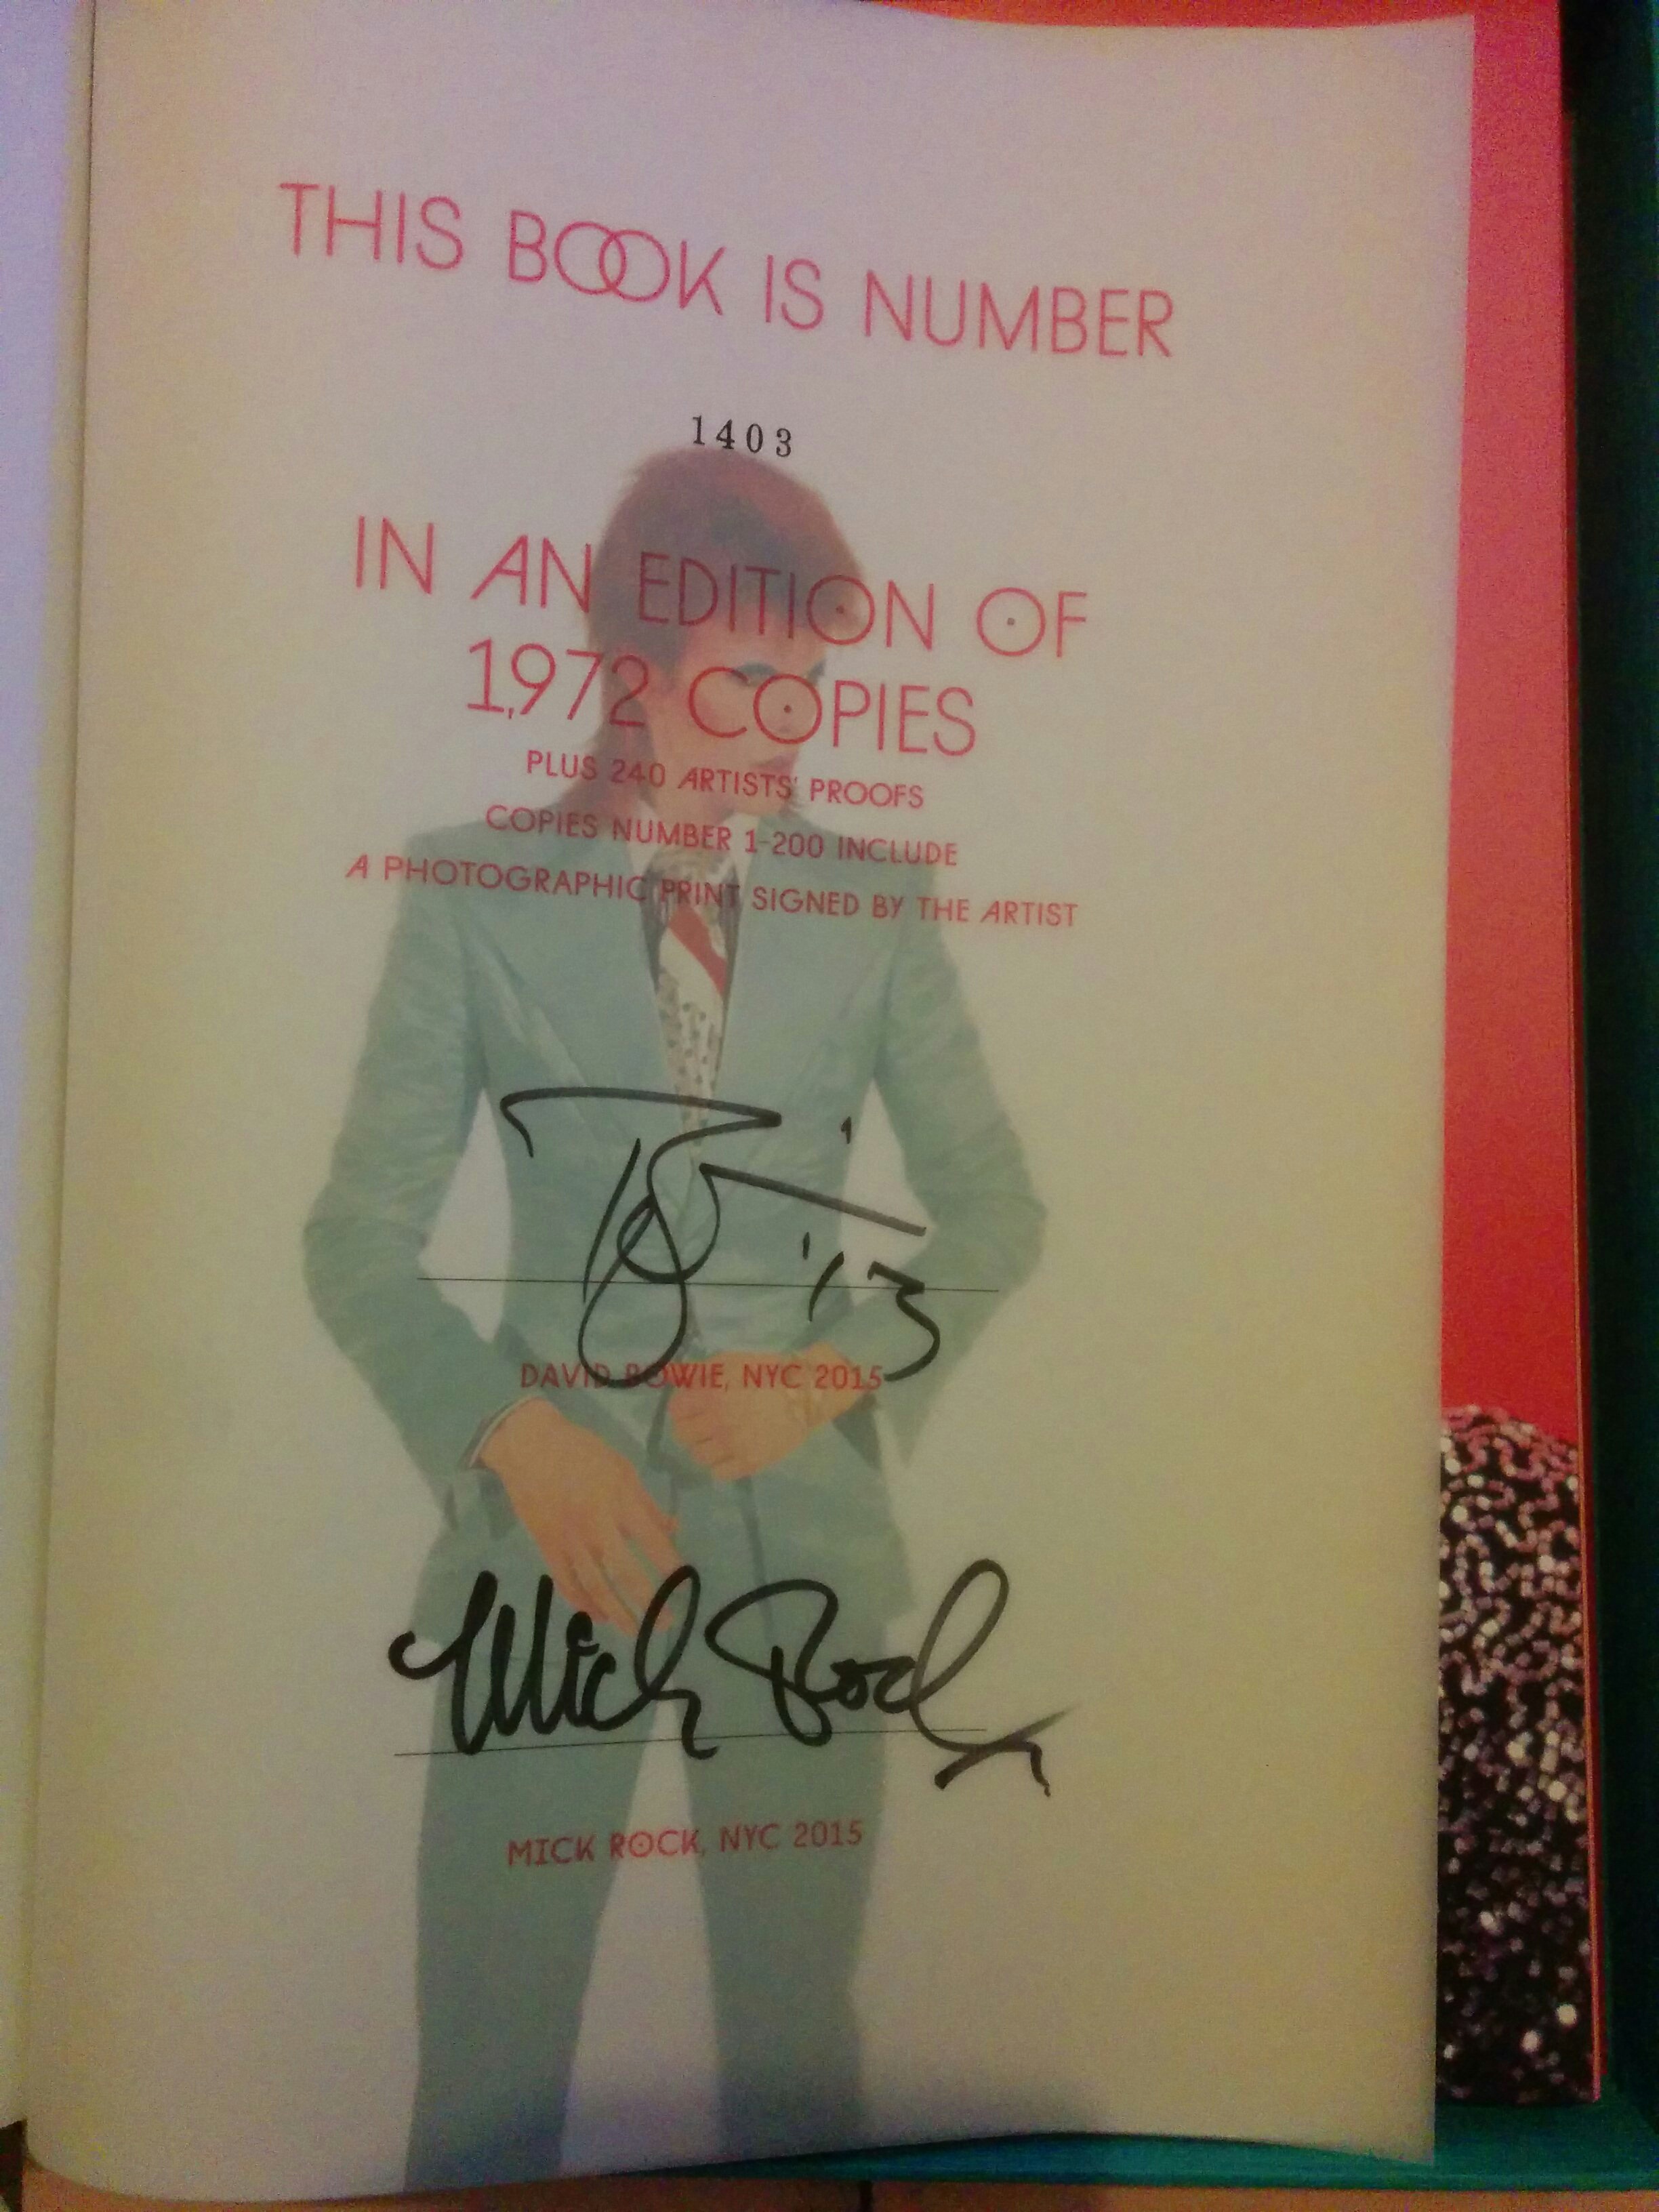 THIS BOOK IS NUMBER
1403
IN AN EDITION OF
1,972 COPIES
PLUS 240 ARTISTS' PROOFS
COPIES NUMBER 1-200 INCLUDE
A PHOTOGRAPHIC PRINT SIGNED BY THE ARTIST
'13
DAVID BOWIE, NYC 2015
Mick Rock
MICK ROCK, NYC 2015